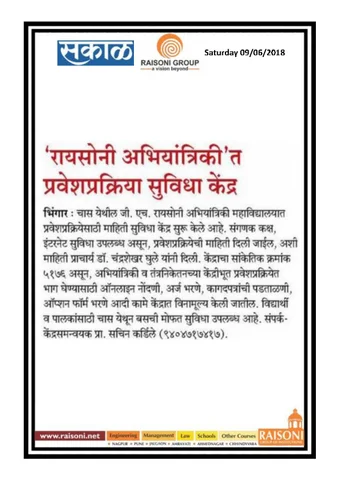 सकाळ
RAISONI GROUP
a vision beyond
Saturday 09/06/2018
'रायसोनी अभियांत्रिकी'त
प्रवेशप्रक्रिया सुविधा केंद्र
भिंगार : चास येथील जी. एच. रायसोनी अभियांत्रिकी महाविद्यालयात
प्रवेशप्रक्रियेसाठी माहिती सुविधा केंद्र सुरू केले आहे. संगणक कक्ष,
इंटरनेट सुविधा उपलब्ध असून, प्रवेशप्रक्रियेची माहिती दिली जाईल, अशी
माहिती प्राचार्य डॉ. चंद्रशेखर घुले यांनी दिली. केंद्राचा सांकेतिक क्रमांक
५१७६ असून, अभियांत्रिकी व तंत्रनिकेतनच्या केंद्रीभूत प्रवेशप्रक्रियेत
भाग घेण्यासाठी ऑनलाइन नोंदणी, अर्ज भरणे, कागदपत्रांची पडताळणी,
ऑप्शन फॉर्म भरणे आदी कामे केंद्रात विनामूल्य केली जातील. विद्यार्थी
व पालकांसाठी चास येथून बसची मोफत सुविधा उपलब्ध आहे. संपर्क-
केंद्रसमन्वयक प्रा. सचिन कर्डिले (९४०४७१७४१७).
www.raisoni.net Engineering Management Law Schools Other Courses RAISONI
NAGPUR • PUNE • JALGAON • AMRAVATI • AHMEDNAGAR • CHHINDWARA